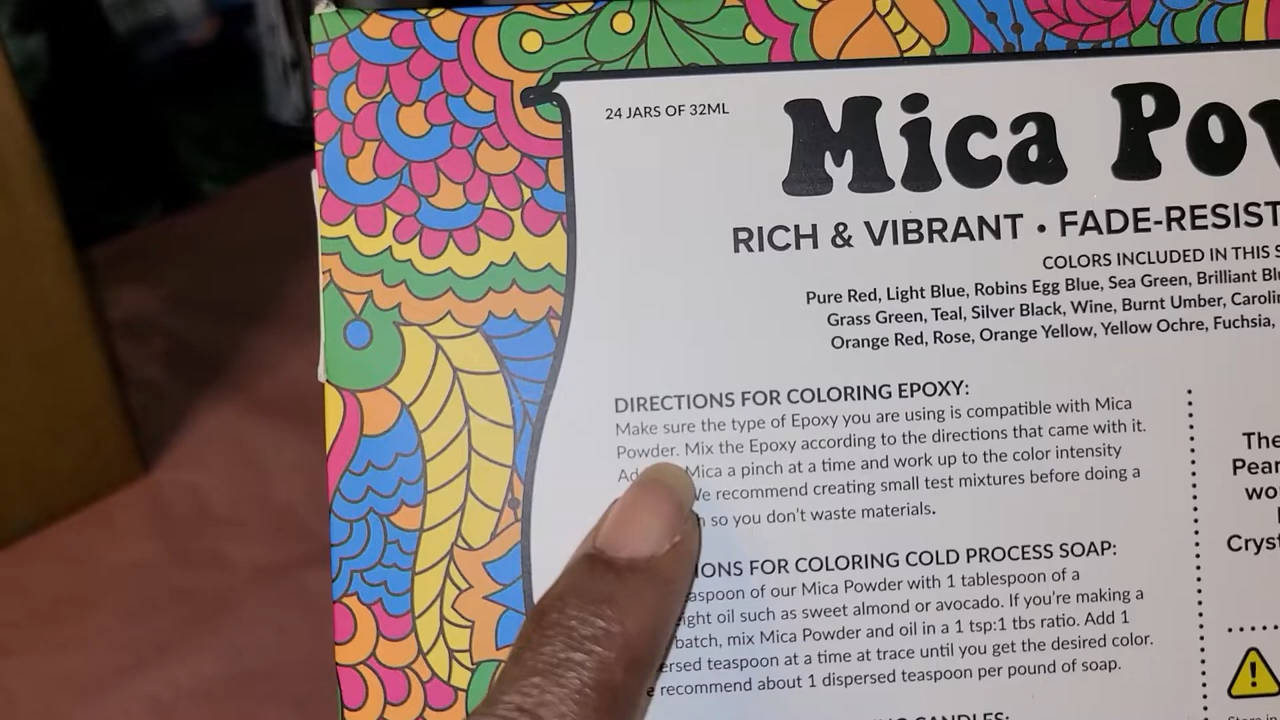 24 JARS OF 32ML
Mica
RICH & VIBRANT • FADE-RESIST
COLORS INCLUDED IN THIS
Pure Red, Light Blue, Robins Egg Blue, Sea Green, Brilliant
Grass Green, Teal, Silver Black, Wine, Burnt Umber,
Orange Red, Rose, Orange Yellow, Yellow Ochre, Fuchsia,
DIRECTIONS FOR COLORING EPOXY:
Make sure the type of Epoxy you are using is compatible with Mica
Powder. Mix the Epoxy according to the directions that came with it.
Mica a pinch at a time and work up to the color intensity
We recommend creating small test mixtures before doing a
so you don't waste materials.
IONS FOR COLORING COLD PROCESS SOAP:
aspoon of our Mica Powder with 1 tablespoon of a
ight oil such as sweet almond or avocado. If you're making a
batch, mix Mica Powder and oil in a 1 tsp:1 tbs ratio. Add 1
ersed teaspoon at a time at trace until you get the desired color.
recommend about 1 dispersed teaspoon per pound of soap.
CANDLES:
The
Pear
wo
Cryst